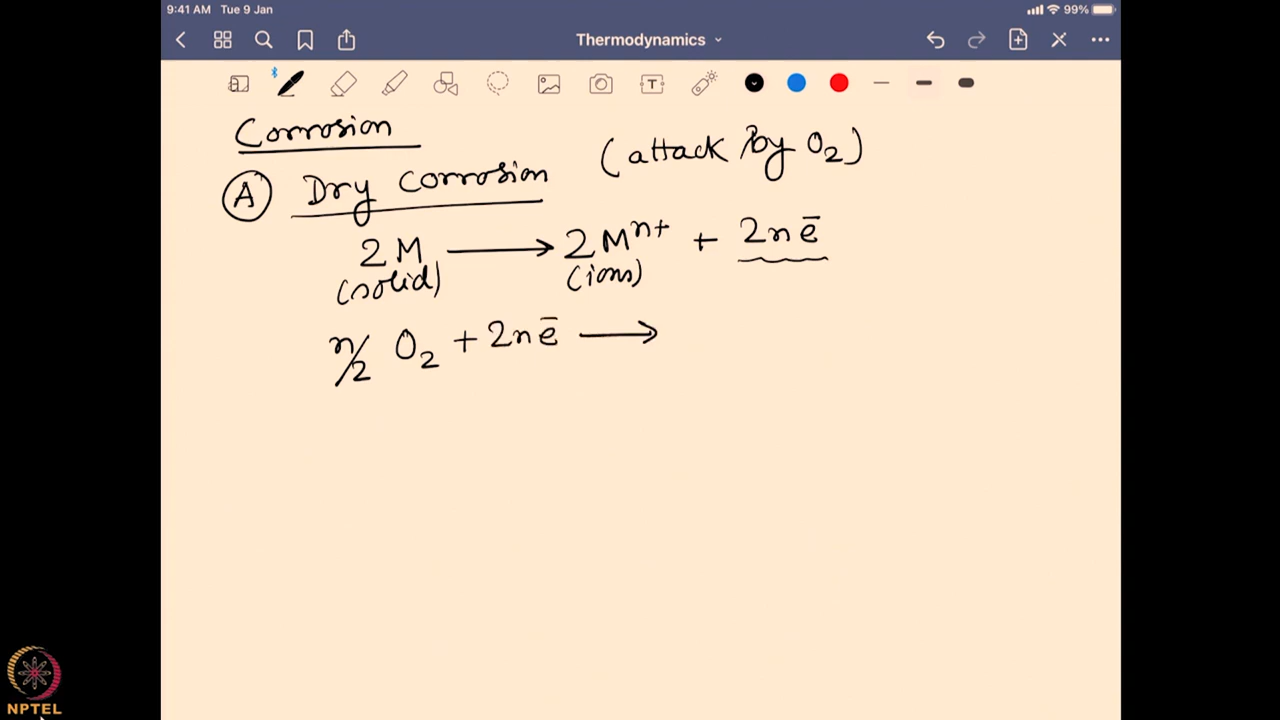 9:41 AM Tue 9 Jan 99%
Thermodynamics
T
Corrosion
(attack by O₂)
A Dry corrosion
2M ⟶ 2Mⁿ⁺ + 2nē
(solid) (ions)
n/2 O₂ + 2nē ⟶
NPTEL